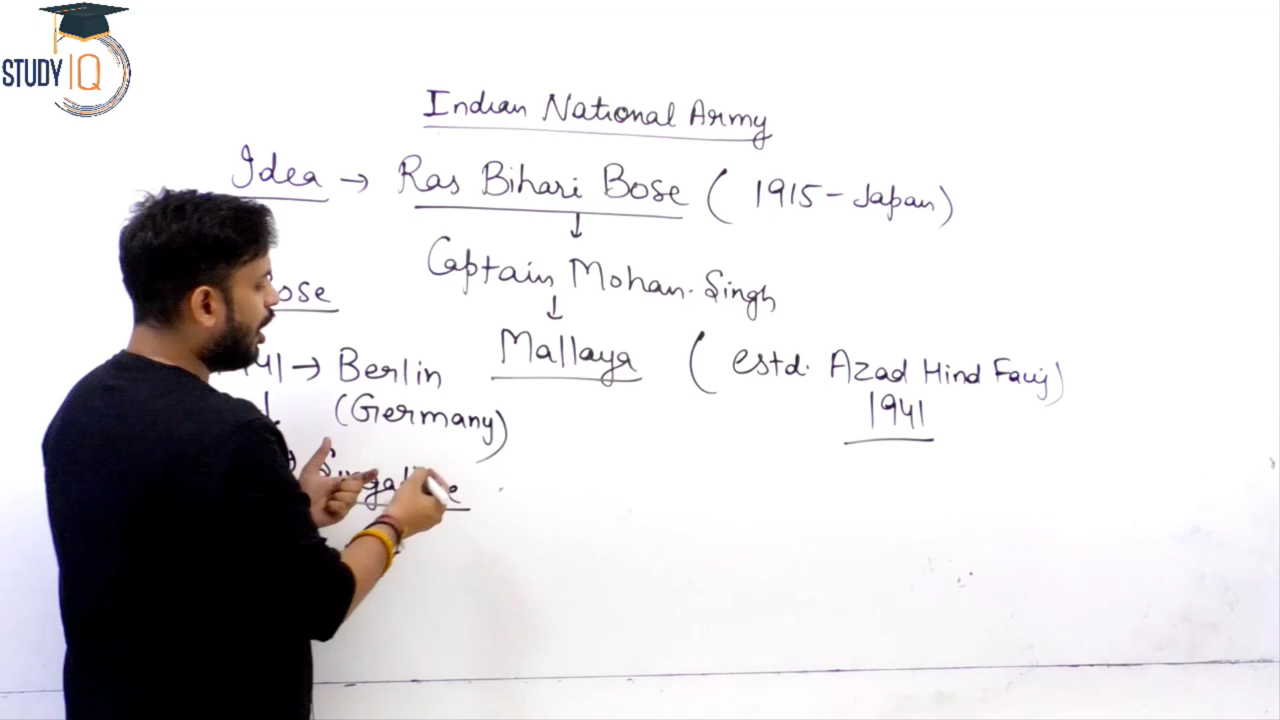 STUDY IQ
Indian National Army
Idea → Ras Bihari Bose ( 1915 - Japan)
↓
Captain Mohan Singh
↓
Mallaya ( estd. Azad Hind Fauj)
1941
→ Berlin
(Germany)